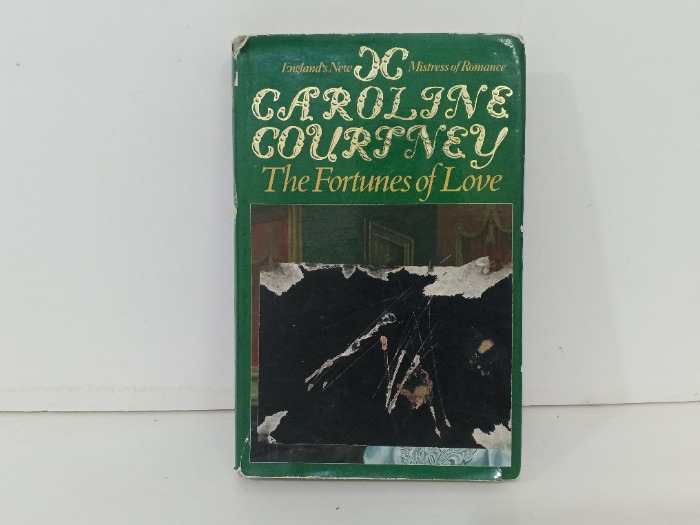 England's New CC Mistress of Romance
CAROLINE
COURTNEY
The Fortunes of Love